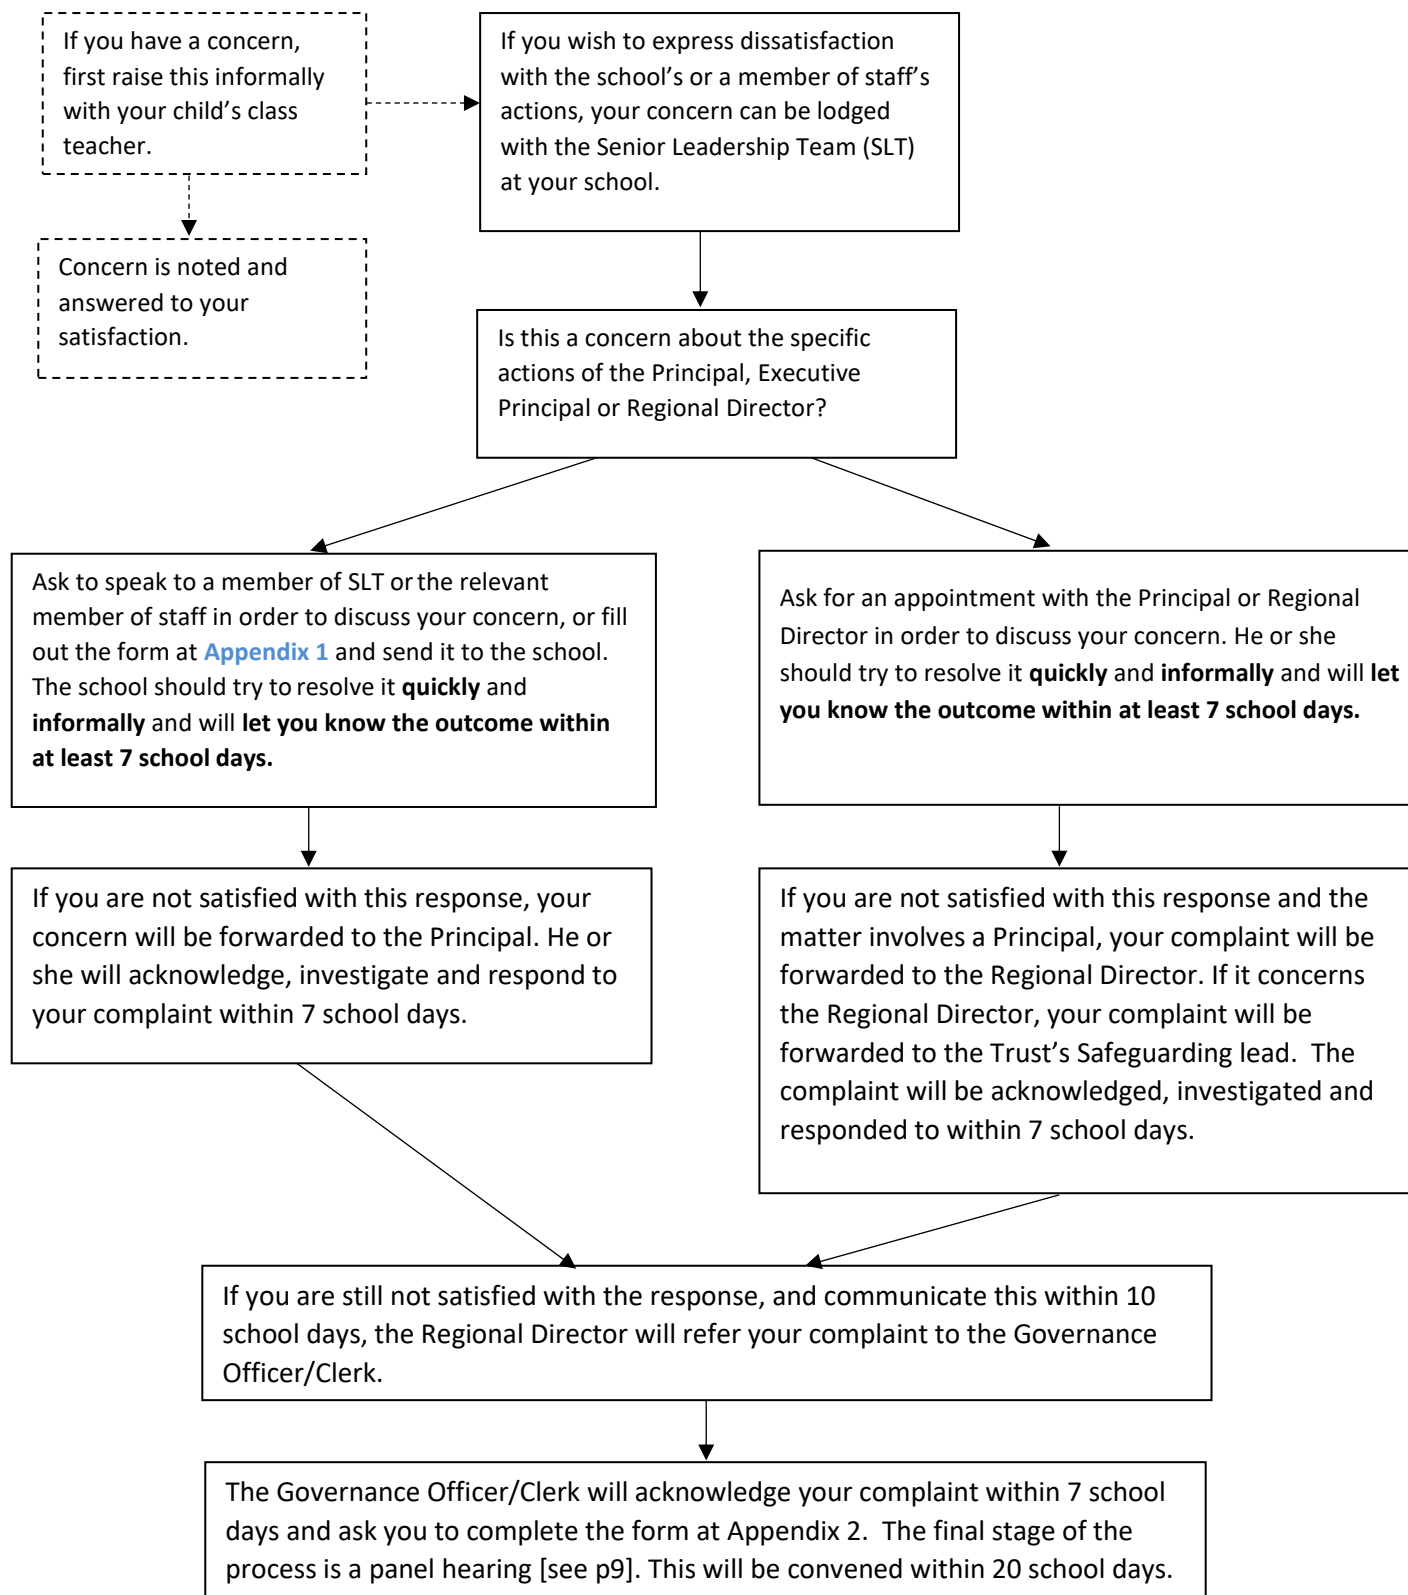 If you have a concern,
first raise this informally
with your child’s class
teacher.
If you wish to express dissatisfaction
with the school’s or a member of staff’s
actions, your concern can be lodged
with the Senior Leadership Team (SLT)
at your school.
Concern is noted and
answered to your
satisfaction.
Is this a concern about the specific
actions of the Principal, Executive
Principal or Regional Director?
Ask to speak to a member of SLT or the relevant
member of staff in order to discuss your concern, or fill
out the form at Appendix 1 and send it to the school.
The school should try to resolve it quickly and
informally and will let you know the outcome within
at least 7 school days.
Ask for an appointment with the Principal or Regional
Director in order to discuss your concern. He or she
should try to resolve it quickly and informally and will let
you know the outcome within at least 7 school days.
If you are not satisfied with this response, your
concern will be forwarded to the Principal. He or
she will acknowledge, investigate and respond to
your complaint within 7 school days.
If you are not satisfied with this response and the
matter involves a Principal, your complaint will be
forwarded to the Regional Director. If it concerns
the Regional Director, your complaint will be
forwarded to the Trust’s Safeguarding lead.  The
complaint will be acknowledged, investigated and
responded to within 7 school days.
If you are still not satisfied with the response, and communicate this within 10
school days, the Regional Director will refer your complaint to the Governance
Officer/Clerk.
The Governance Officer/Clerk will acknowledge your complaint within 7 school
days and ask you to complete the form at Appendix 2.  The final stage of the
process is a panel hearing [see p9]. This will be convened within 20 school days.